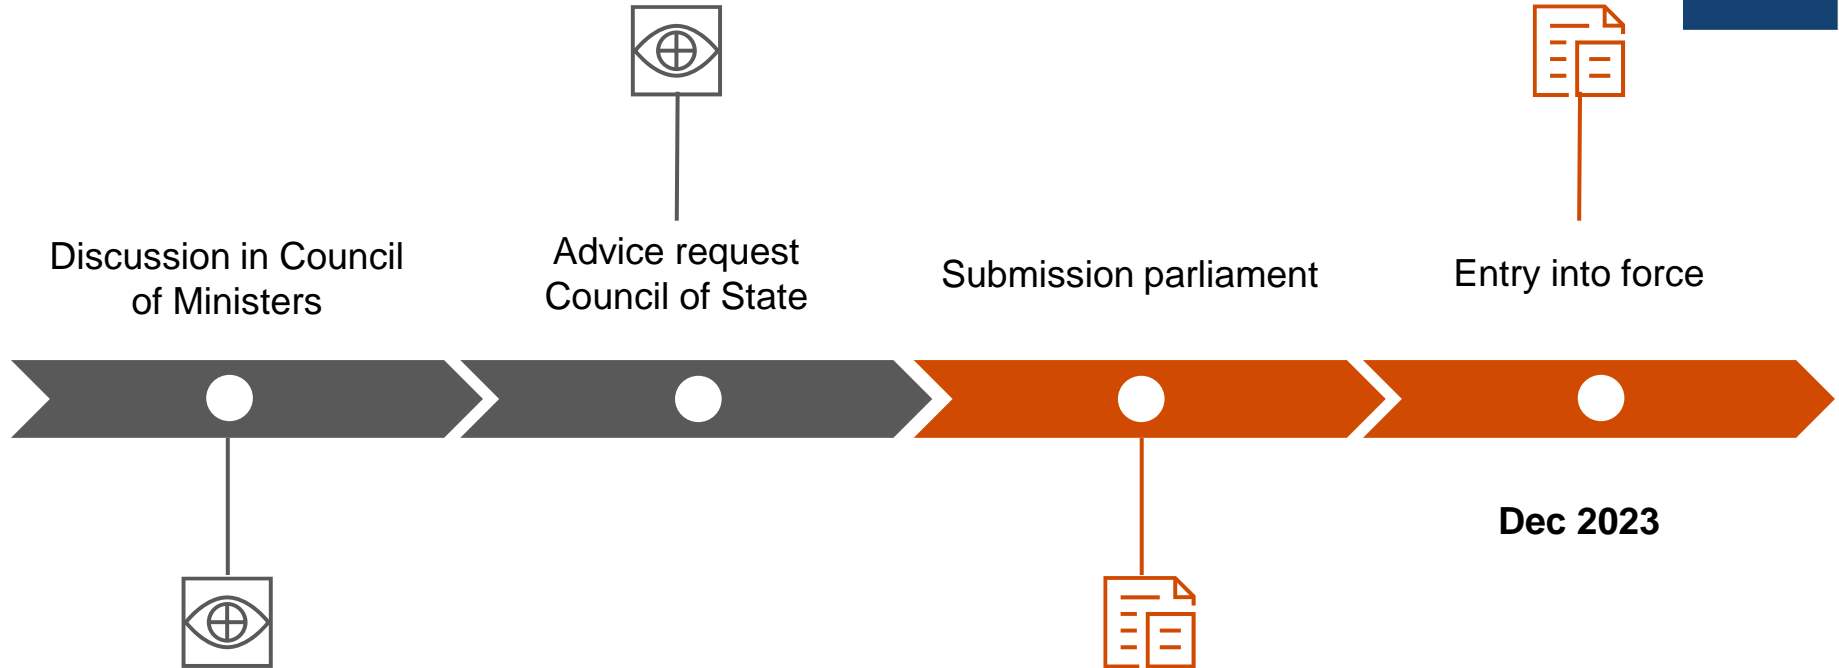 Discussion in Council
of Ministers
Advice request
Council of State
Submission parliament
Entry into force
Dec 2023